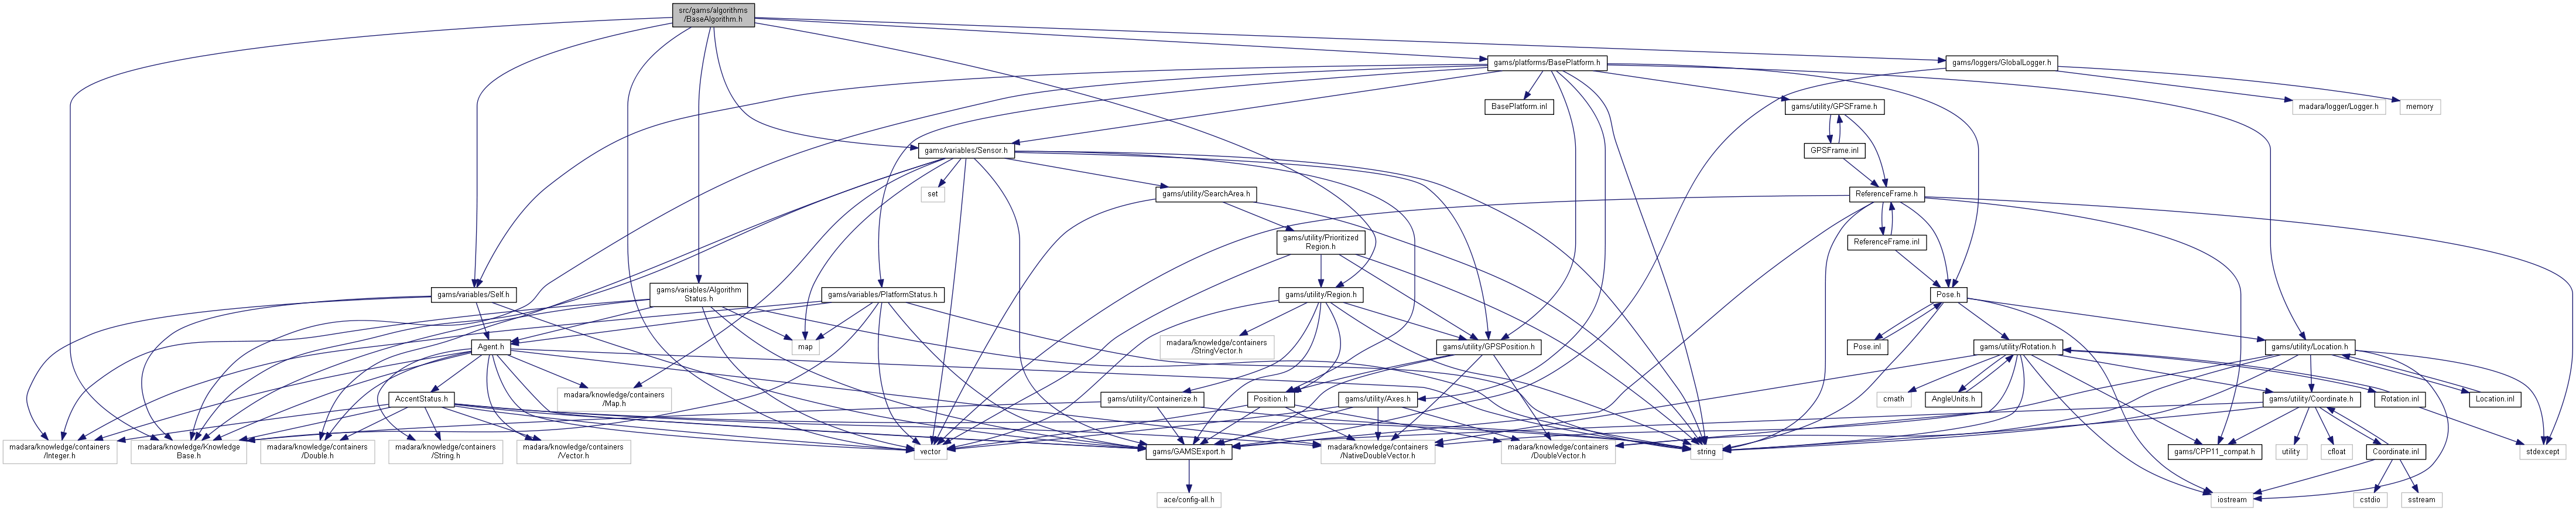 src/gams/algorithms
/BaseAlgorithm.h
gams/platforms/BasePlatform.h
gams/loggers/GlobalLogger.h
BasePlatform.inl
gams/utility/GPSFrame.h
madara/logger/Logger.h
memory
gams/variables/Sensor.h
GPSFrame.inl
set
gams/utility/SearchArea.h
ReferenceFrame.h
gams/utility/Prioritized
Region.h
ReferenceFrame.inl
gams/variables/Self.h
gams/variables/Algorithm
Status.h
gams/variables/PlatformStatus.h
gams/utility/Region.h
Pose.h
Agent.h
map
madara/knowledge/containers
/StringVector.h
gams/utility/GPSPosition.h
Pose.inl
gams/utility/Rotation.h
gams/utility/Location.h
AccentStatus.h
madara/knowledge/containers
/Map.h
gams/utility/Containerize.h
Position.h
gams/utility/Axes.h
cmath
AngleUnits.h
gams/utility/Coordinate.h
Rotation.inl
Location.inl
madara/knowledge/containers
/Integer.h
madara/knowledge/Knowledge
Base.h
madara/knowledge/containers
/Double.h
madara/knowledge/containers
/String.h
madara/knowledge/containers
/Vector.h
vector
gams/GAMSExport.h
madara/knowledge/containers
/NativeDoubleVector.h
madara/knowledge/containers
/DoubleVector.h
string
gams/CPP11_compat.h
utility
cfloat
Coordinate.inl
stdexcept
ace/config-all.h
iostream
cstdio
sstream